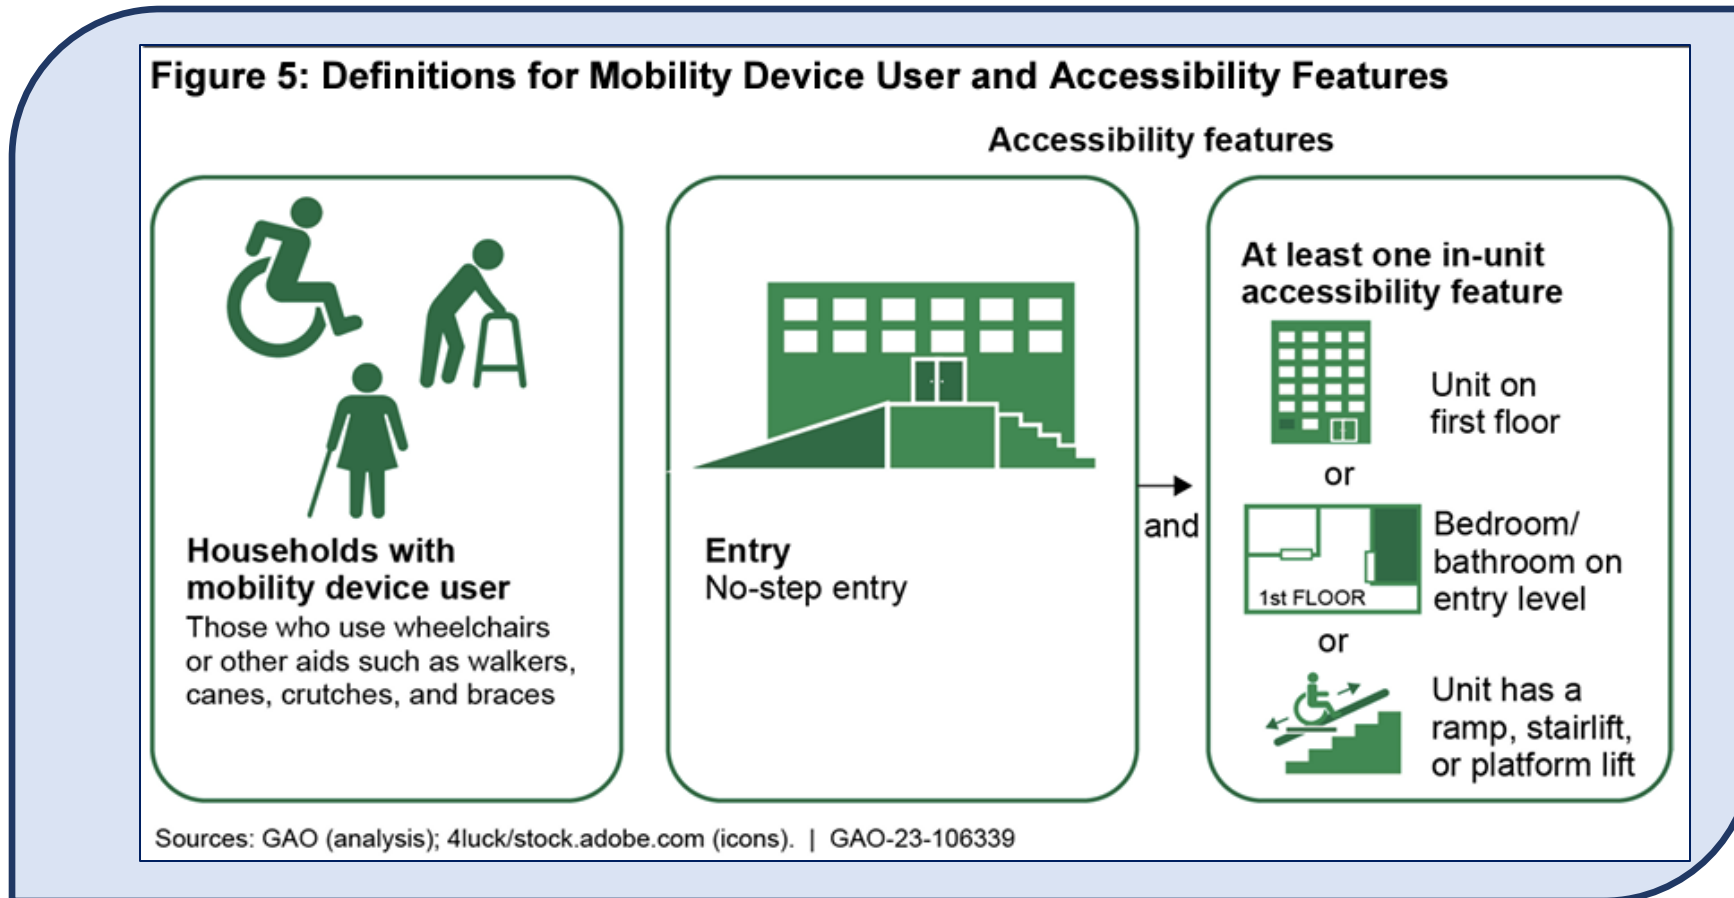 Figure 5: Definitions for Mobility Device User and Accessibility Features
Accessibility features
Households with
mobility device user
Those who use wheelchairs
or other aids such as walkers,
canes, crutches, and braces
Entry
No-step entry
and
At least one in-unit
accessibility feature
Unit on
first floor
or
1st FLOOR
Bedroom/
bathroom on
entry level
or
Unit has a
ramp, stairlift,
or platform lift
Sources: GAO (analysis); 4luck/stock.adobe.com (icons). | GAO-23-106339